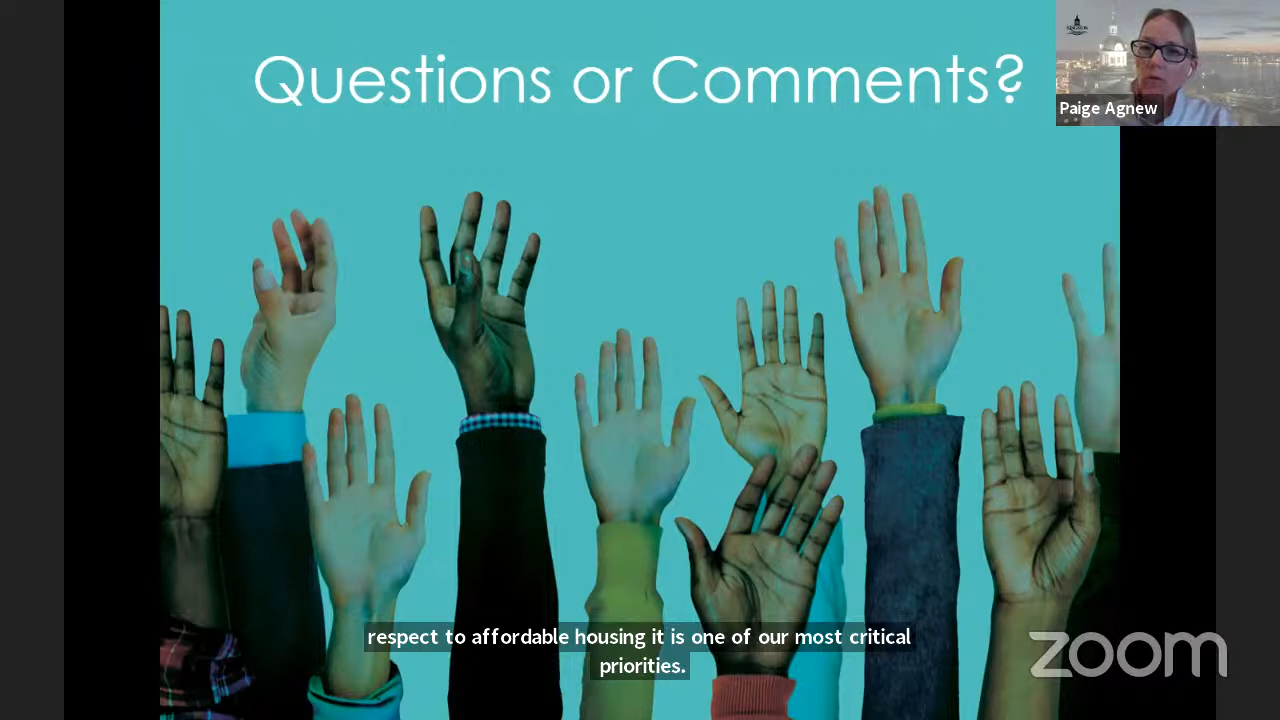 Questions or Comments?
Paige Agnew
respect to affordable housing it is one of our most critical
priorities.
zoom